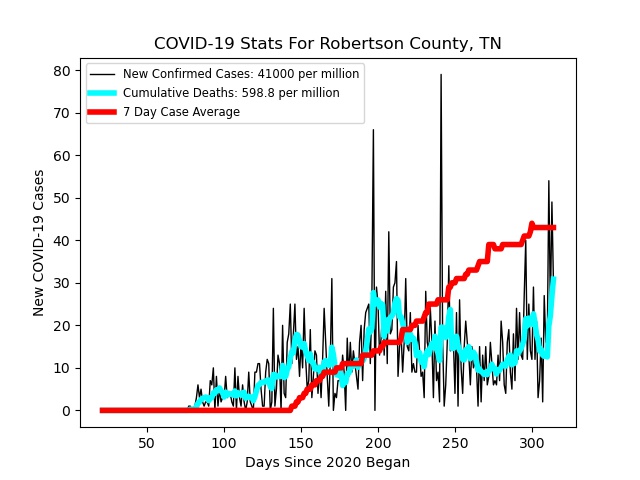 COVID-19 Stats For Robertson County, TN
New Confirmed Cases: 41000 per million
Cumulative Deaths: 598.8 per million
7 Day Case Average
New COVID-19 Cases
80
70
60
50
40
30
20
10
0
50 100 150 200 250 300
Days Since 2020 Began